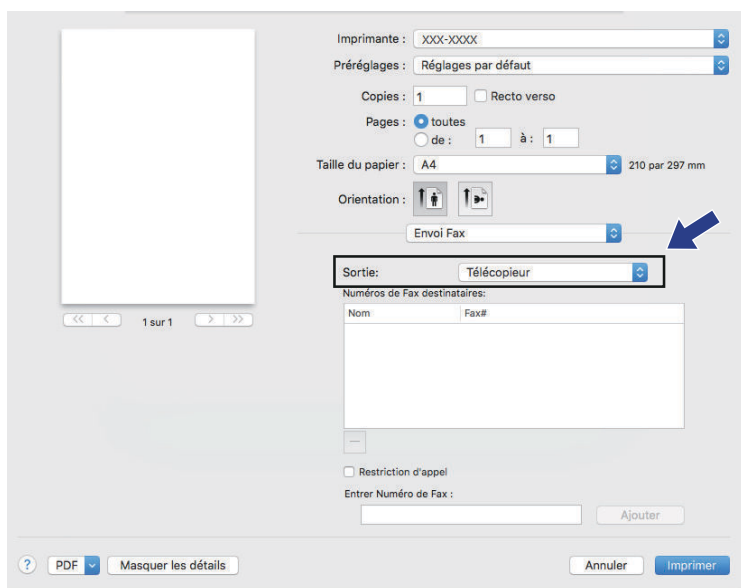 Imprimante : XXX-XXXX
Préréglages : Réglages par défaut
Copies : 1 Recto verso
Pages : toutes
de : 1 à : 1
Taille du papier : A4 210 par 297 mm
Orientation :
Envoi Fax
Sortie: Télécopieur
Numéros de Fax destinataires:
Nom Fax#
<< < 1 sur 1 > >>
Restriction d'appel
Entrer Numéro de Fax :
Ajouter
? PDF Masquer les détails Annuler Imprimer